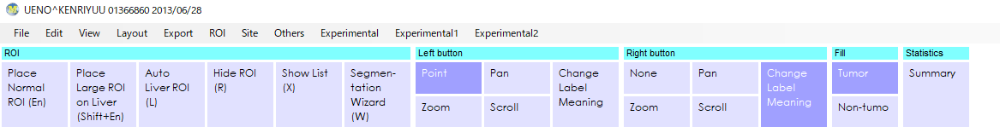 UENO^KENRIYUU 01366860 2013/06/28
File Edit View Layout Export ROI Site Others Experimental Experimental1 Experimental2
ROI Left button Right button Fill Statistics
Place
Normal
ROI (En)
Place
Large ROI
on Liver
(Shift+En)
Auto
Liver ROI
(L)
Hide ROI
(R)
Show List
(X)
Segmen-
tation
Wizard
(W)
Point
Pan
Change
Label
Meaning
Zoom
Scroll
None
Pan
Change
Label
Meaning
Zoom
Scroll
Tumor
Non-tumo
Summary